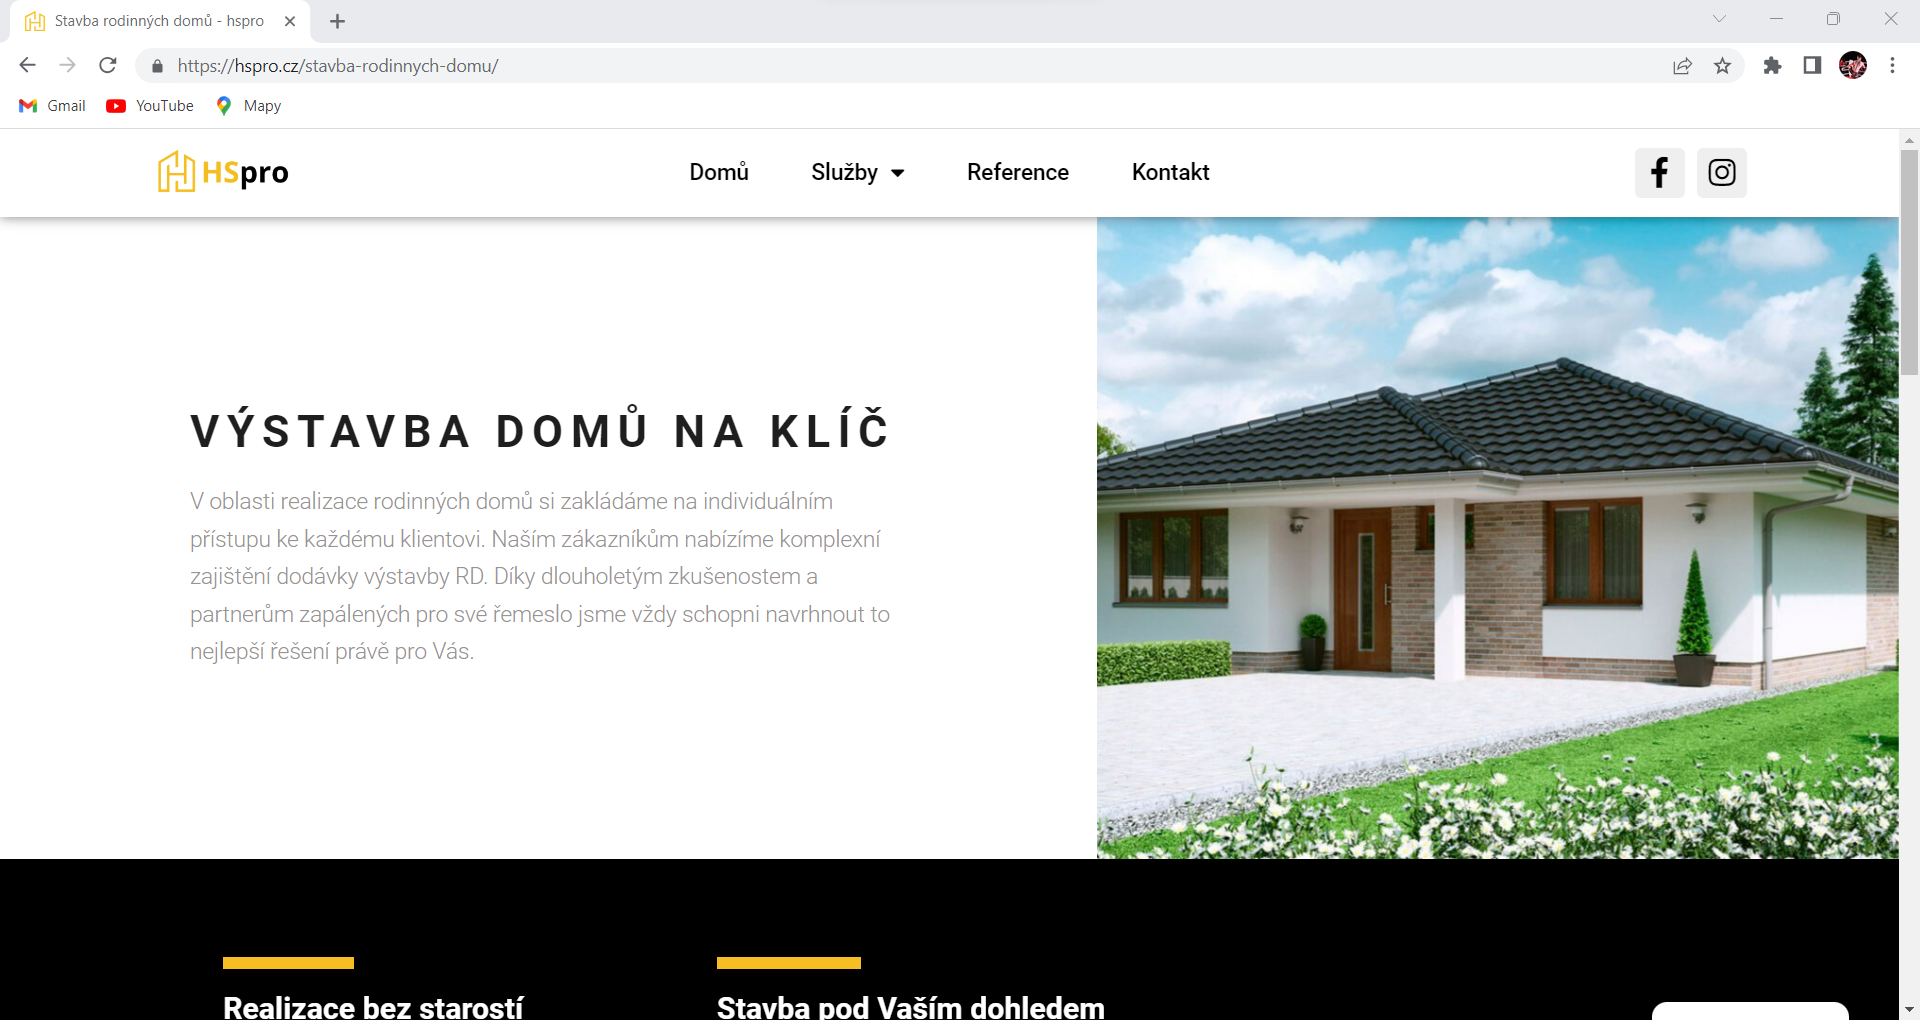 Stavba rodinných domů - hspro
https://hspro.cz/stavba-rodinnych-domu/
Gmail YouTube Mapy
HSpro
Domů Služby Reference Kontakt
VÝSTAVBA DOMŮ NA KLÍČ
V oblasti realizace rodinných domů si zakládáme na individuálním
přístupu ke každému klientovi. Naším zákazníkům nabízíme komplexní
zajištění dodávky výstavby RD. Díky dlouholetým zkušenostem a
partnerům zapálených pro své řemeslo jsme vždy schopni navrhnout to
nejlepší řešení právě pro Vás.
Realizace bez starostí
Stavba pod Vaším dohledem